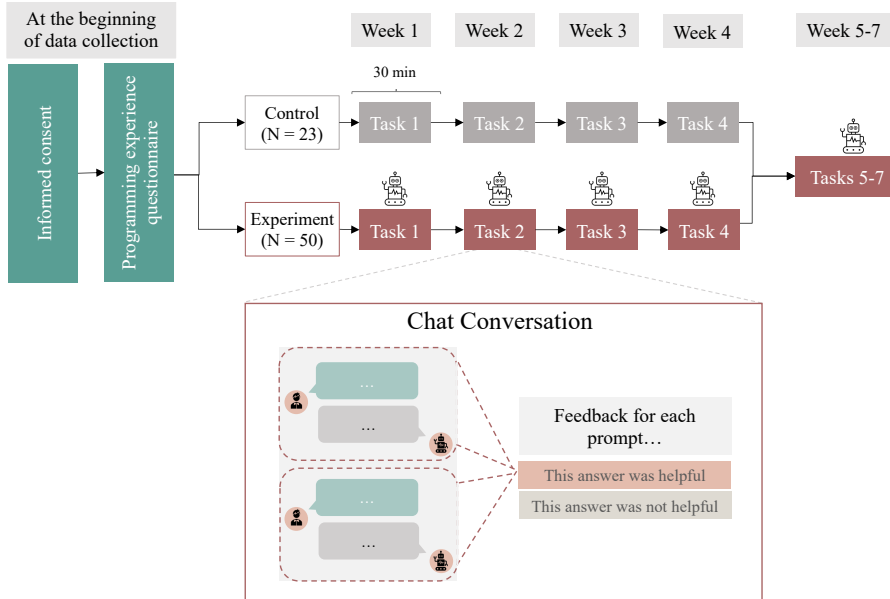 At the beginning
of data collection
Week 1
Week 2
Week 3
Week 4
Week 5-7
Informed consent
Programming experience
questionnaire
30 min
Control
(N = 23)
Task 1
Task 2
Task 3
Task 4
Experiment
(N = 50)
Task 1
Task 2
Task 3
Task 4
Tasks 5-7
Chat Conversation
...
...
...
...
Feedback for each
prompt…
This answer was helpful
This answer was not helpful